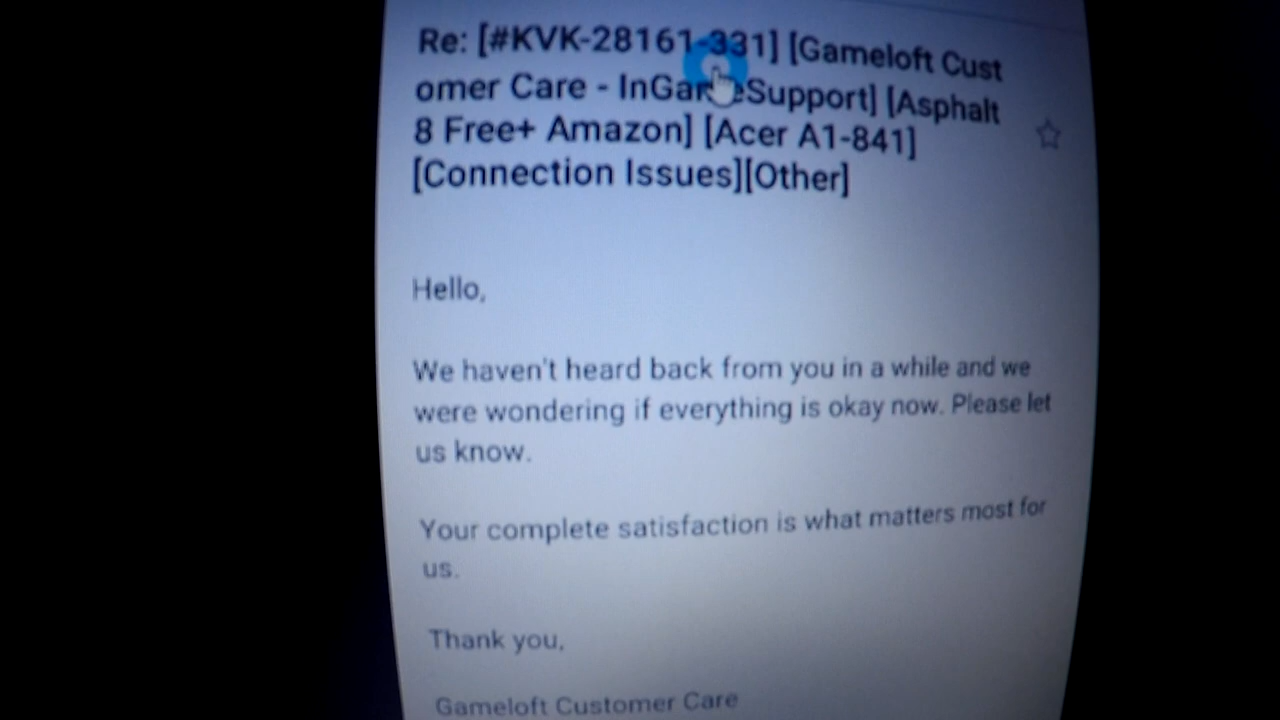 Re: [#KVK-28161-331] [Gameloft Cust
omer Care - InGameSupport] [Asphalt
8 Free+ Amazon] [Acer A1-841]
[Connection Issues][Other]
Hello,
We haven't heard back from you in a while and we
were wondering if everything is okay now. Please let
us know.
Your complete satisfaction is what matters most for
us.
Thank you,
Gameloft Customer Care